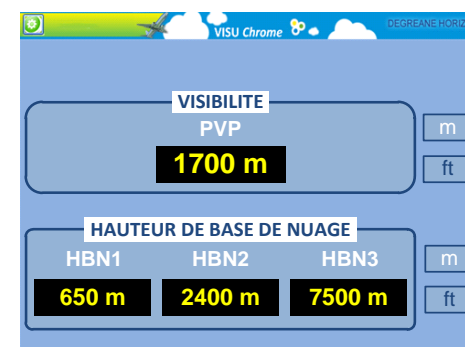 VISU Chrome
DEGREANE HORIZ
VISIBILITE
PVP
1700 m
m
ft
HAUTEUR DE BASE DE NUAGE
HBN1 HBN2 HBN3
650 m 2400 m 7500 m
m
ft